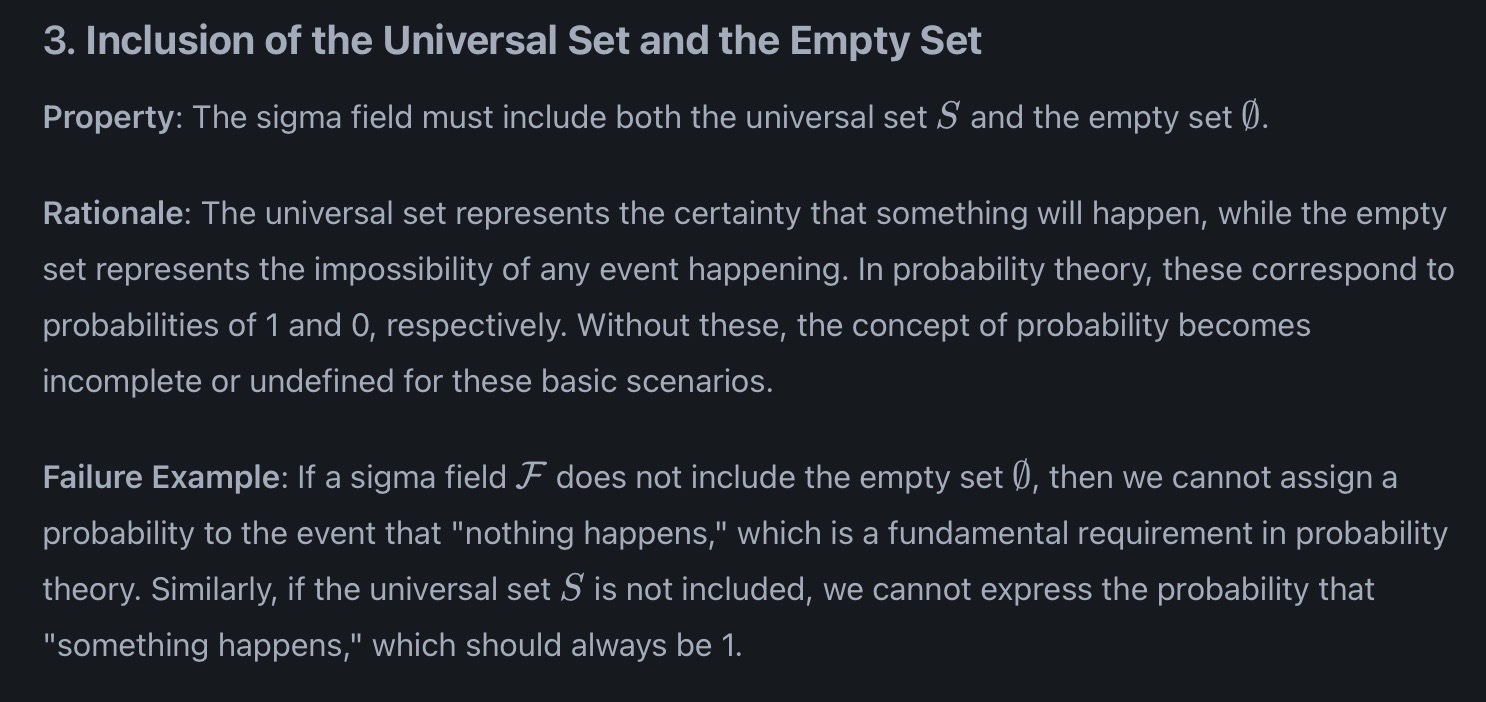 3. Inclusion of the Universal Set and the Empty Set
Property: The sigma field must include both the universal set S and the empty set ∅.
Rationale: The universal set represents the certainty that something will happen, while the empty
set represents the impossibility of any event happening. In probability theory, these correspond to
probabilities of 1 and 0, respectively. Without these, the concept of probability becomes
incomplete or undefined for these basic scenarios.
Failure Example: If a sigma field ℱ does not include the empty set ∅, then we cannot assign a
probability to the event that "nothing happens," which is a fundamental requirement in probability
theory. Similarly, if the universal set S is not included, we cannot express the probability that
"something happens," which should always be 1.